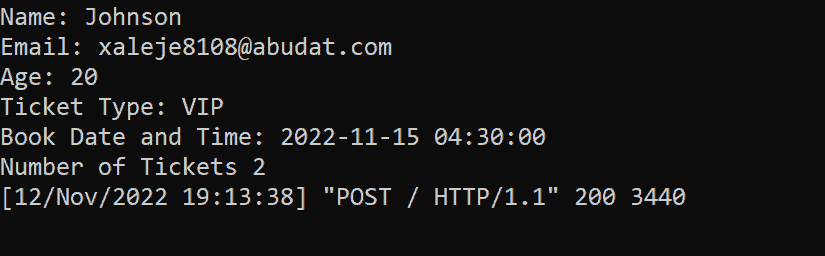 Name: Johnson
Email: xaleje8108@abudat.com
Age: 20
Ticket Type: VIP
Book Date and Time: 2022-11-15 04:30:00
Number of Tickets 2
[12/Nov/2022 19:13:38] "POST / HTTP/1.1" 200 3440